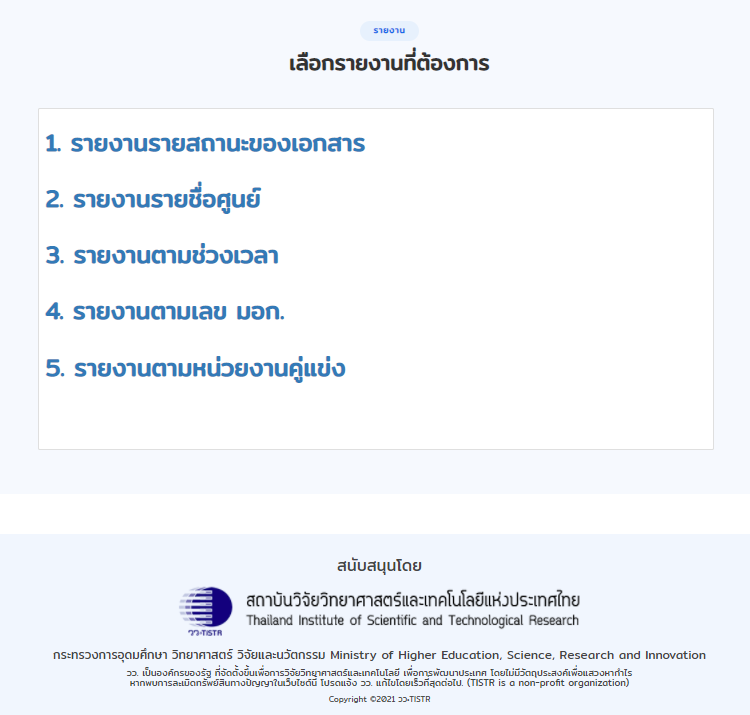 รายงาน
เลือกรายงานที่ต้องการ
1. รายงานรายสถานะของเอกสาร
2. รายงานรายชื่อศูนย์
3. รายงานตามช่วงเวลา
4. รายงานตามเลข มอก.
5. รายงานตามหน่วยงานคู่แข่ง
สนับสนุนโดย
สถาบันวิจัยวิทยาศาสตร์และเทคโนโลยีแห่งประเทศไทย
Thailand Institute of Scientific and Technological Research
วว•TISTR
กระทรวงการอุดมศึกษา วิทยาศาสตร์ วิจัยและนวัตกรรม Ministry of Higher Education, Science, Research and Innovation
วว. เป็นองค์กรของรัฐ ที่จัดตั้งขึ้นเพื่อการวิจัยวิทยาศาสตร์และเทคโนโลยี เพื่อการพัฒนาประเทศ โดยไม่มีวัตถุประสงค์เพื่อแสวงหากำไร
หากพบการละเมิดทรัพย์สินทางปัญญาในเว็บไซต์นี้ โปรดแจ้ง วว. แก้ไขโดยเร็วที่สุดต่อไป. (TISTR is a non-profit organization)
Copyright ©2021 วว•TISTR